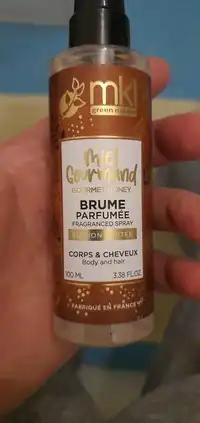 mkl
green nature
Miel
Gourmand
GOURMET HONEY
BRUME
PARFUMÉE
FRAGRANCED SPRAY
CORPS & CHEVEUX
Body and hair
100 ML
3.38 FL.OZ
FABRIQUÉ EN FRANCE